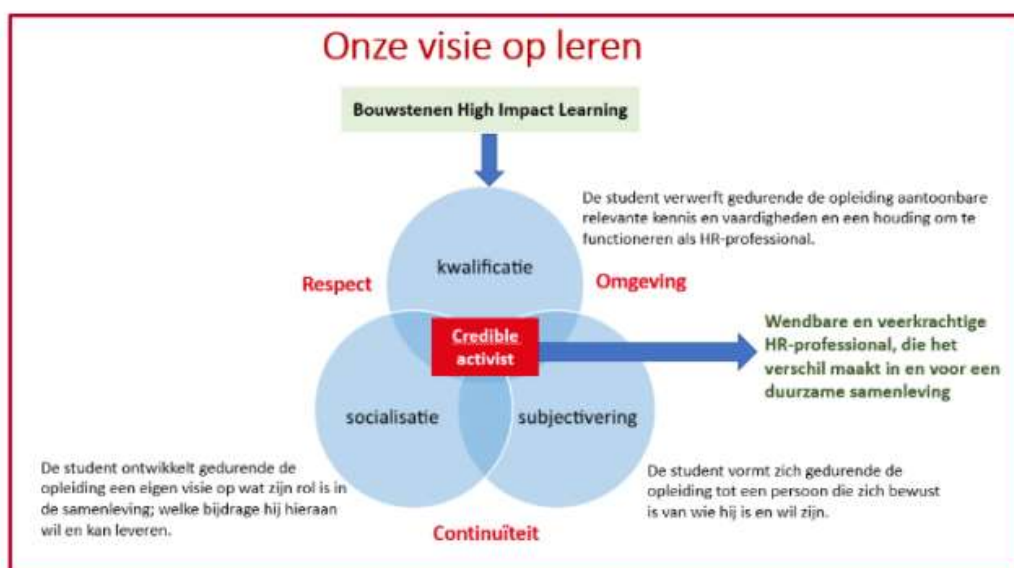 Onze visie op leren
Bouwstenen High Impact Learning
De student verwerft gedurende de opleiding aantoonbare
relevante kennis en vaardigheden en een houding om te
functioneren als HR-professional.
kwalificatie
Respect
Omgeving
Credible
activist
Wendbare en veerkrachtige
HR-professional, die het
verschil maakt in en voor een
duurzame samenleving
socialisatie
subjectivering
De student ontwikkelt gedurende de
opleiding een eigen visie op wat zijn rol is in
de samenleving; welke bijdrage hij hieraan
wil en kan leveren.
De student vormt zich gedurende de
opleiding tot een persoon die zich bewust
is van wie hij is en wil zijn.
Continuïteit